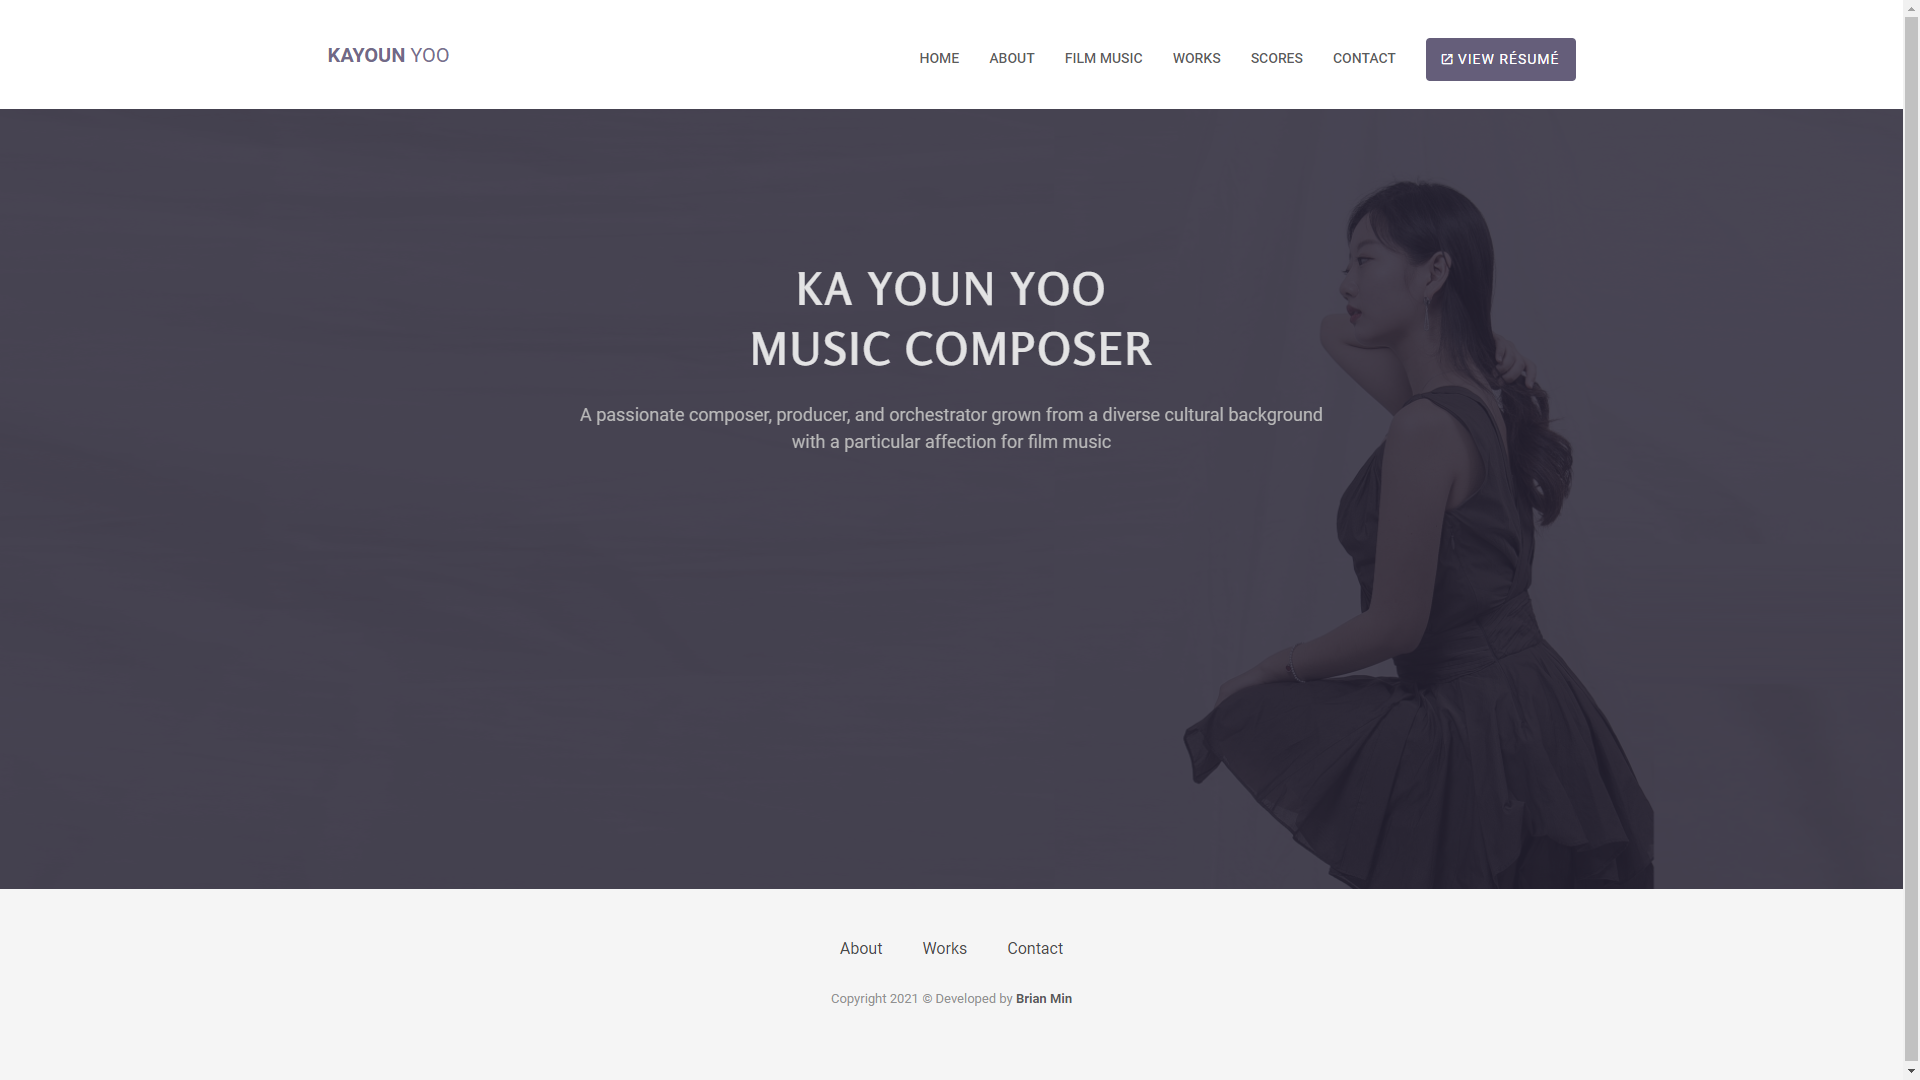 KAYOUN YOO
HOME
ABOUT
FILM MUSIC
WORKS
SCORES
CONTACT
VIEW RÉSUMÉ
KA YOUN YOO
MUSIC COMPOSER
A passionate composer, producer, and orchestrator grown from a diverse cultural background
with a particular affection for film music
About
Works
Contact
Copyright 2021 © Developed by Brian Min